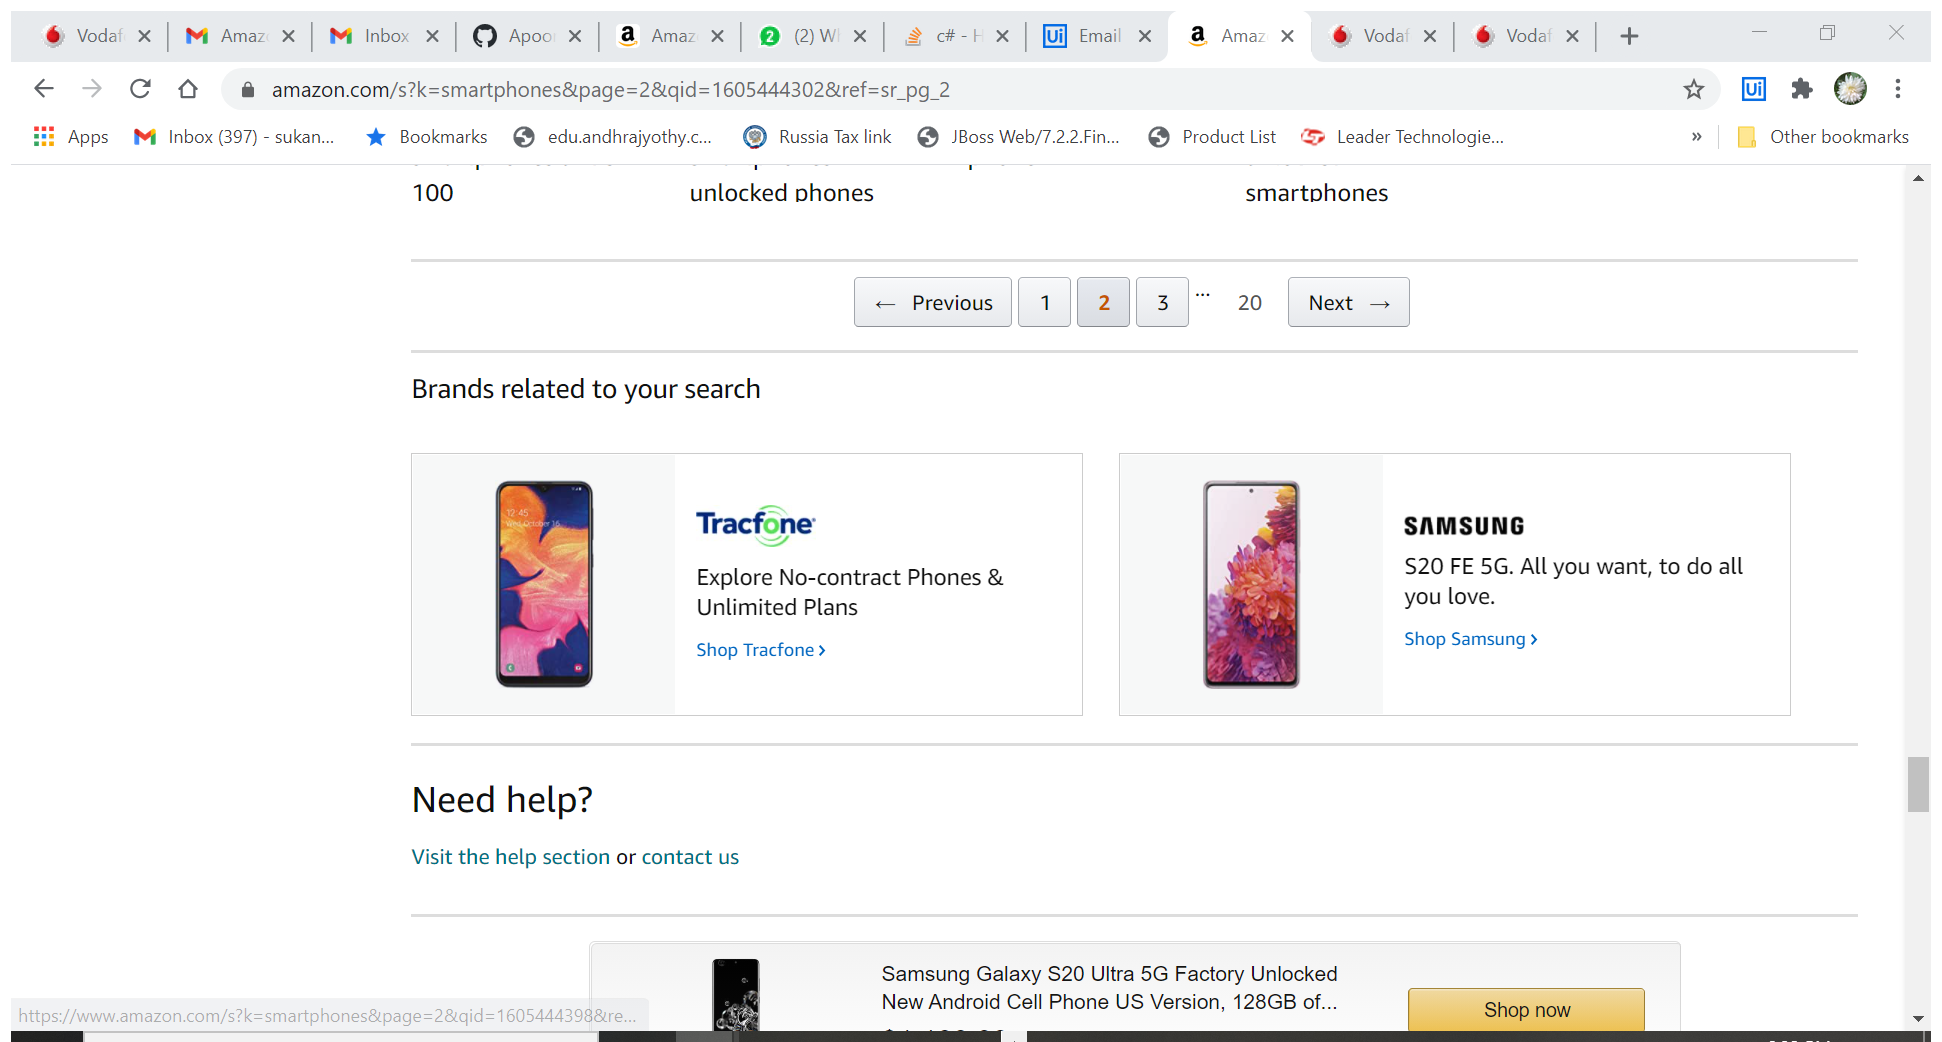 Vodaf
Amaz
Inbox
Apoo
Amaz
(2) W
c# - H
Email
Amaz
Vodaf
Vodaf
amazon.com/s?k=smartphones&page=2&qid=1605444302&ref=sr_pg_2
Apps
Inbox (397) - sukan...
Bookmarks
edu.andhrajyothy.c...
Russia Tax link
JBoss Web/7.2.2.Fin...
Product List
Leader Technologie...
»
Other bookmarks
100
unlocked phones
smartphones
← Previous 1 2 3 ... 20 Next →
Brands related to your search
12:45
Wed, October 16
Tracfone
Explore No-contract Phones &
Unlimited Plans
Shop Tracfone ›
SAMSUNG
S20 FE 5G. All you want, to do all
you love.
Shop Samsung ›
Need help?
Visit the help section or contact us
Samsung Galaxy S20 Ultra 5G Factory Unlocked
New Android Cell Phone US Version, 128GB of...
Shop now
https://www.amazon.com/s?k=smartphones&page=2&qid=1605444398&re...